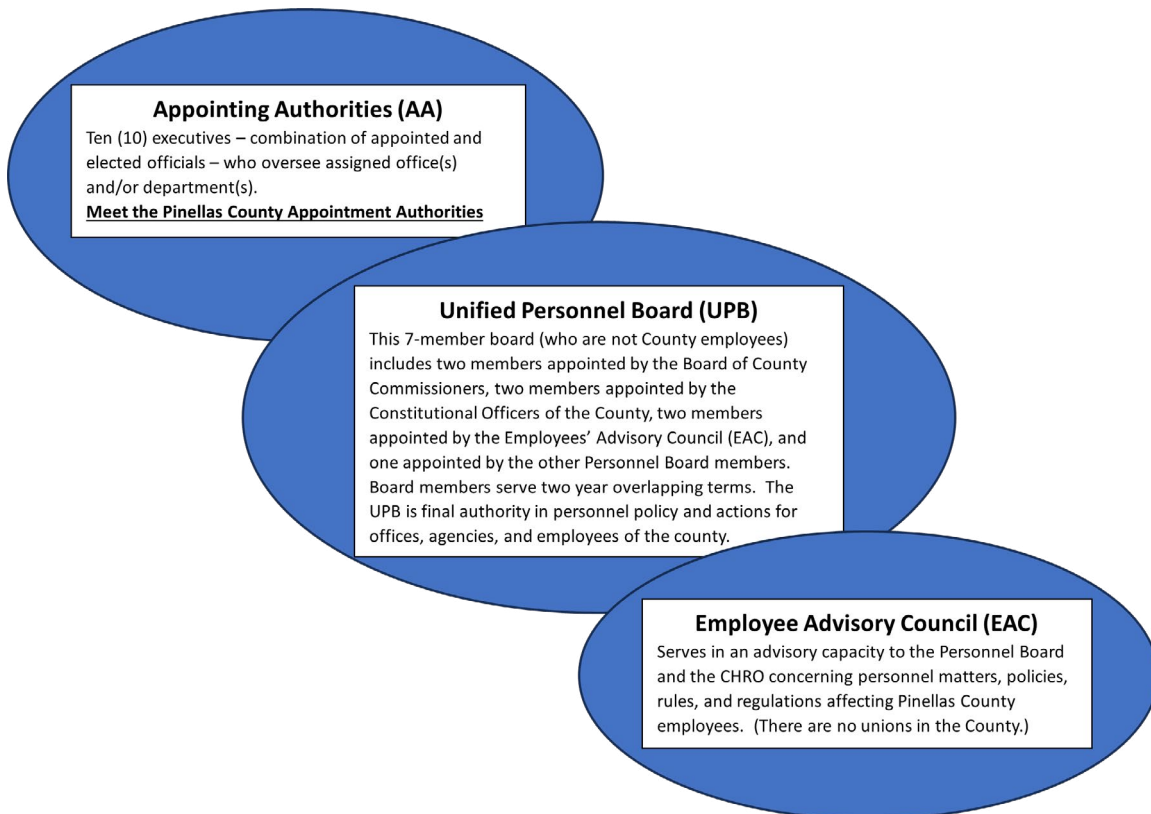 Appointing Authorities (AA)
Ten (10) executives – combination of appointed and
elected officials – who oversee assigned office(s)
and/or department(s).
Meet the Pinellas County Appointment Authorities
Unified Personnel Board (UPB)
This 7-member board (who are not County employees)
includes two members appointed by the Board of County
Commissioners, two members appointed by the
Constitutional Officers of the County, two members
appointed by the Employees’ Advisory Council (EAC), and
one appointed by the other Personnel Board members.
Board members serve two year overlapping terms.  The
UPB is final authority in personnel policy and actions for
offices, agencies, and employees of the county.
Employee Advisory Council (EAC)
Serves in an advisory capacity to the Personnel Board
and the CHRO concerning personnel matters, policies,
rules, and regulations affecting Pinellas County
employees.  (There are no unions in the County.)